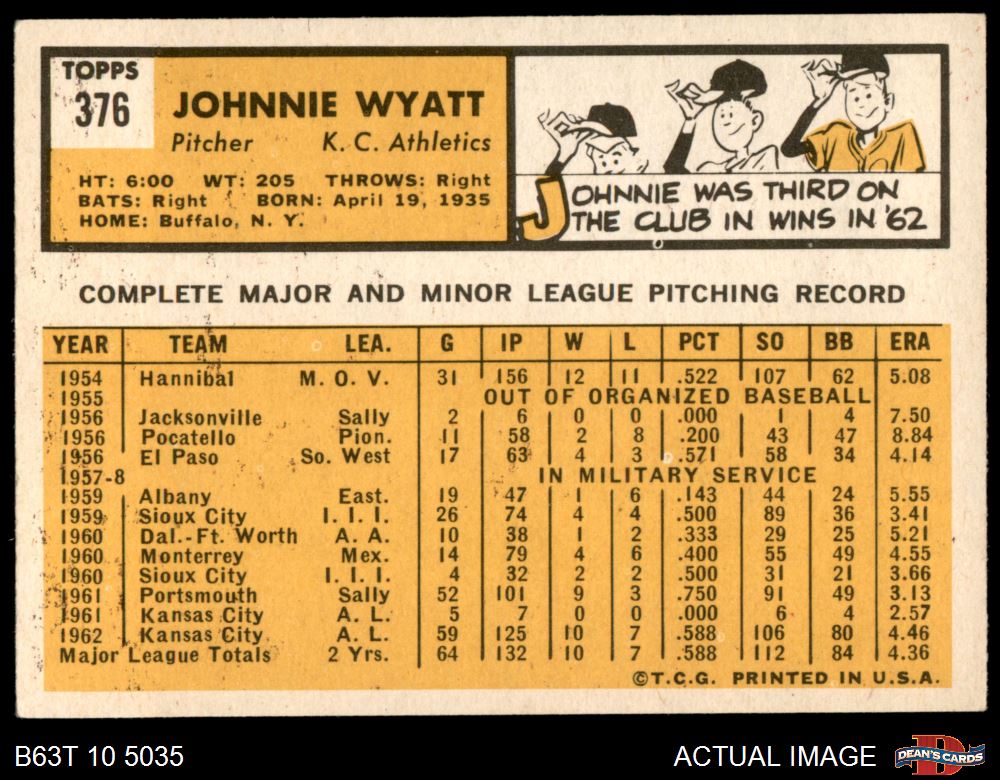 TOPPS
376
JOHNNIE WYATT
Pitcher K. C. Athletics
HT: 6:00 WT: 205 THROWS: Right
BATS: Right BORN: April 19, 1935
HOME: Buffalo, N. Y.
JOHNNIE WAS THIRD ON
THE CLUB IN WINS IN '62
COMPLETE MAJOR AND MINOR LEAGUE PITCHING RECORD
YEAR TEAM LEA. G IP W L PCT SO BB ERA
1954 Hannibal M. O. V. 31 156 12 11 .522 107 62 5.08
1955 OUT OF ORGANIZED BASEBALL
1956 Jacksonville Sally 2 6 0 0 .000 1 4 7.50
1956 Pocatello Pion. 11 58 2 8 .200 43 47 8.84
1956 El Paso So. West 17 63 4 3 .571 58 34 4.14
1957-8 IN MILITARY SERVICE
1959 Albany East. 19 47 1 6 .143 44 24 5.55
1959 Sioux City I. I. I. 26 74 4 4 .500 89 36 3.41
1960 Dal.-Ft. Worth A. A. 10 38 1 2 .333 29 25 5.21
1960 Monterrey Mex. 14 79 4 6 .400 55 49 4.55
1960 Sioux City I. I. I. 4 32 2 2 .500 31 21 3.66
1961 Portsmouth Sally 52 101 9 3 .750 91 49 3.13
1961 Kansas City A. L. 5 7 0 0 .000 6 4 2.57
1962 Kansas City A. L. 59 125 10 7 .588 106 80 4.46
Major League Totals 2 Yrs. 64 132 10 7 .588 112 84 4.36
©T.C.G. PRINTED IN U.S.A.
B63T 10 5035 ACTUAL IMAGE DEAN'S CARDS